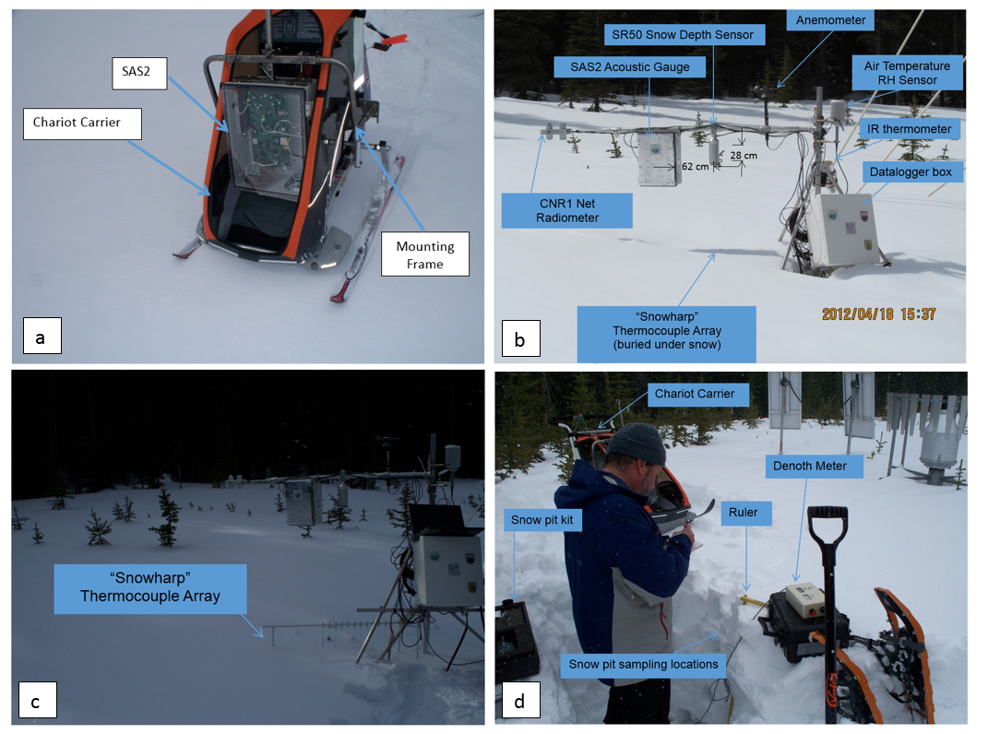 SAS2
Chariot Carrier
Mounting
Frame
a
Anemometer
SR50 Snow Depth Sensor
SAS2 Acoustic Gauge
Air Temperature
RH Sensor
IR thermometer
28 cm
62 cm
Datalogger box
CNR1 Net
Radiometer
“Snowharp”
Thermocouple Array
(buried under snow)
2012/04/18 15:37
b
“Snowharp”
Thermocouple Array
c
Chariot Carrier
Denoth Meter
Snow pit kit
Ruler
Snow pit sampling locations
d